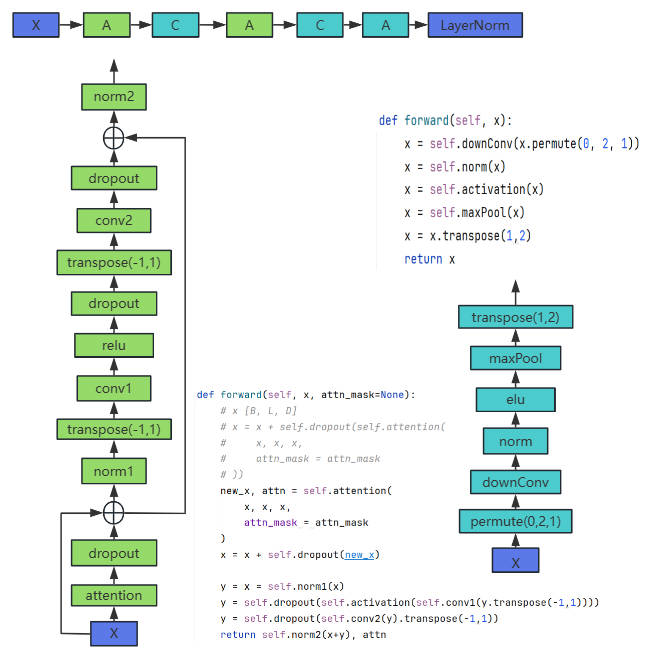 X A C A C A LayerNorm
norm2
dropout
conv2
transpose(-1,1)
dropout
relu
conv1
transpose(-1,1)
norm1
dropout
attention
X
def forward(self, x):
x = self.downConv(x.permute(0, 2, 1))
x = self.norm(x)
x = self.activation(x)
x = self.maxPool(x)
x = x.transpose(1,2)
return x
transpose(1,2)
maxPool
elu
norm
downConv
permute(0,2,1)
X
def forward(self, x, attn_mask=None):
# x [B, L, D]
# x = x + self.dropout(self.attention(
#     x, x, x,
#     attn_mask = attn_mask
# ))
new_x, attn = self.attention(
x, x, x,
attn_mask = attn_mask
)
x = x + self.dropout(new_x)
y = x = self.norm1(x)
y = self.dropout(self.activation(self.conv1(y.transpose(-1,1))))
y = self.dropout(self.conv2(y).transpose(-1,1))
return self.norm2(x+y), attn